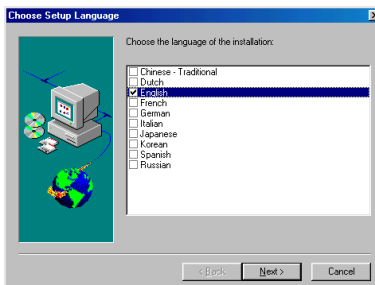 Choose Setup Language
Choose the language of the installation:
Chinese - Traditional
Dutch
English
French
German
Italian
Japanese
Korean
Spanish
Russian
< Back
Next >
Cancel